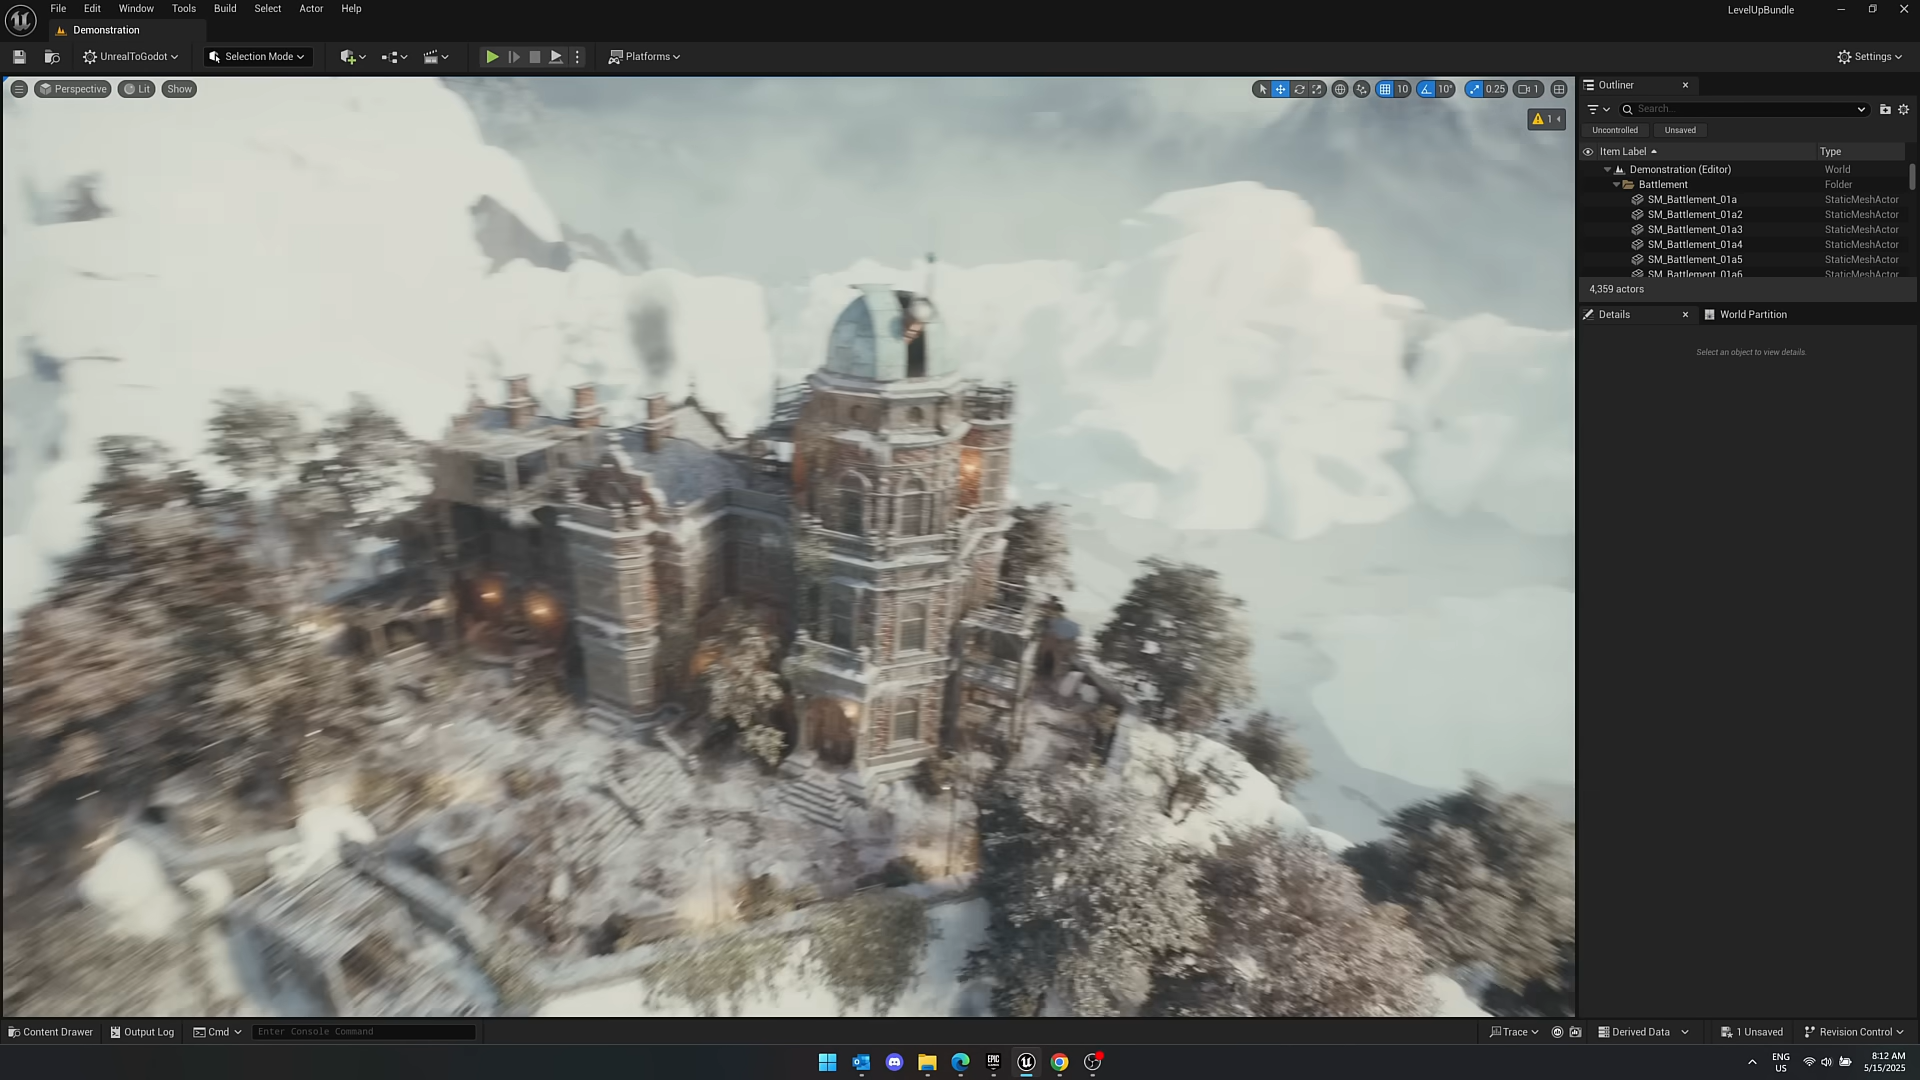 File Edit Window Tools Build Select Actor Help
LevelUpBundle
Demonstration
UnrealToGodot
Selection Mode
Platforms
Settings
Perspective
Lit
Show
10
10°
0.25
1
1
Outliner
Search...
Uncontrolled
Unsaved
Item Label
Type
Demonstration (Editor) World
Battlement Folder
SM_Battlement_01a StaticMeshActor
SM_Battlement_01a2 StaticMeshActor
SM_Battlement_01a3 StaticMeshActor
SM_Battlement_01a4 StaticMeshActor
SM_Battlement_01a5 StaticMeshActor
SM_Battlement_01a6 StaticMeshActor
4,359 actors
Details
World Partition
Select an object to view details.
Content Drawer
Output Log
Cmd
Enter Console Command
Trace
Derived Data
1 Unsaved
Revision Control
EPIC
ENG
US
8:12 AM
5/15/2025